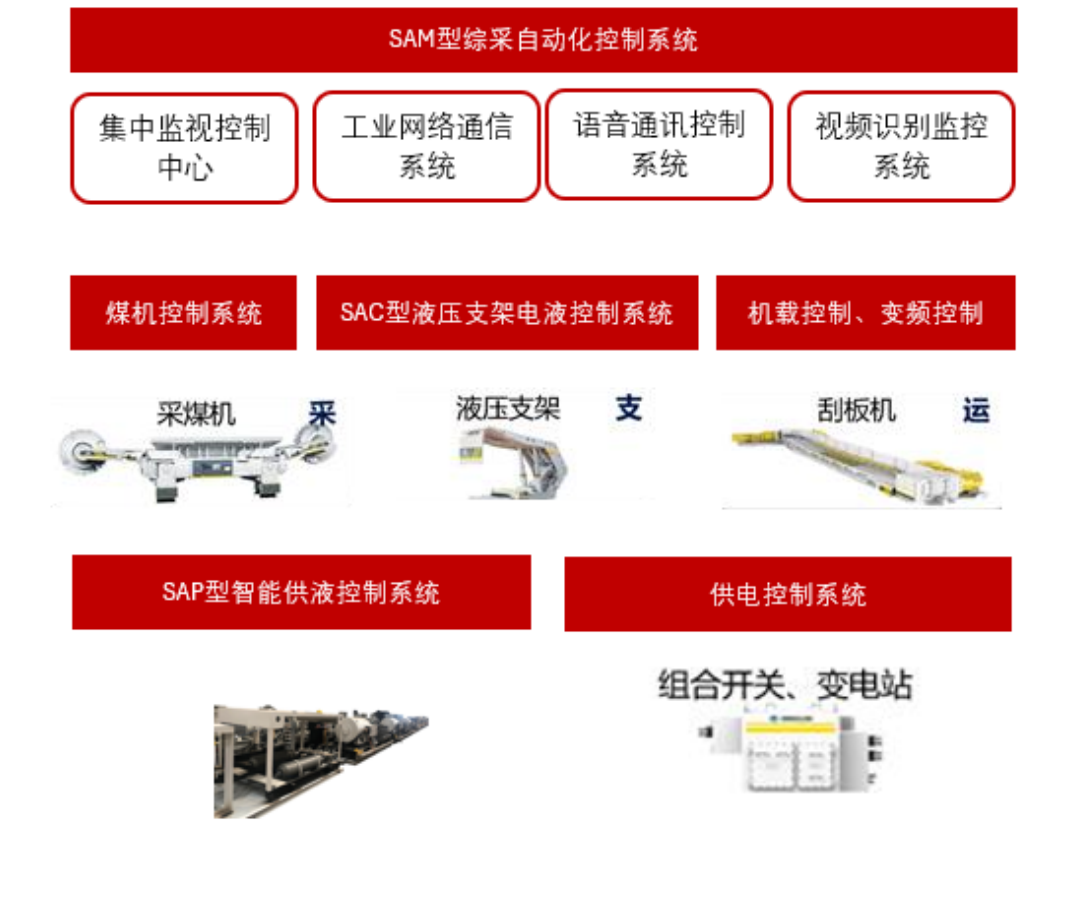 SAM型综采自动化控制系统
集中监视控制
中心
工业网络通信
系统
语音通讯控制
系统
视频识别监控
系统
煤机控制系统
SAC型液压支架电液控制系统
机载控制、变频控制
采煤机
采
液压支架
支
刮板机
运
SAP型智能供液控制系统
供电控制系统
组合开关、变电站